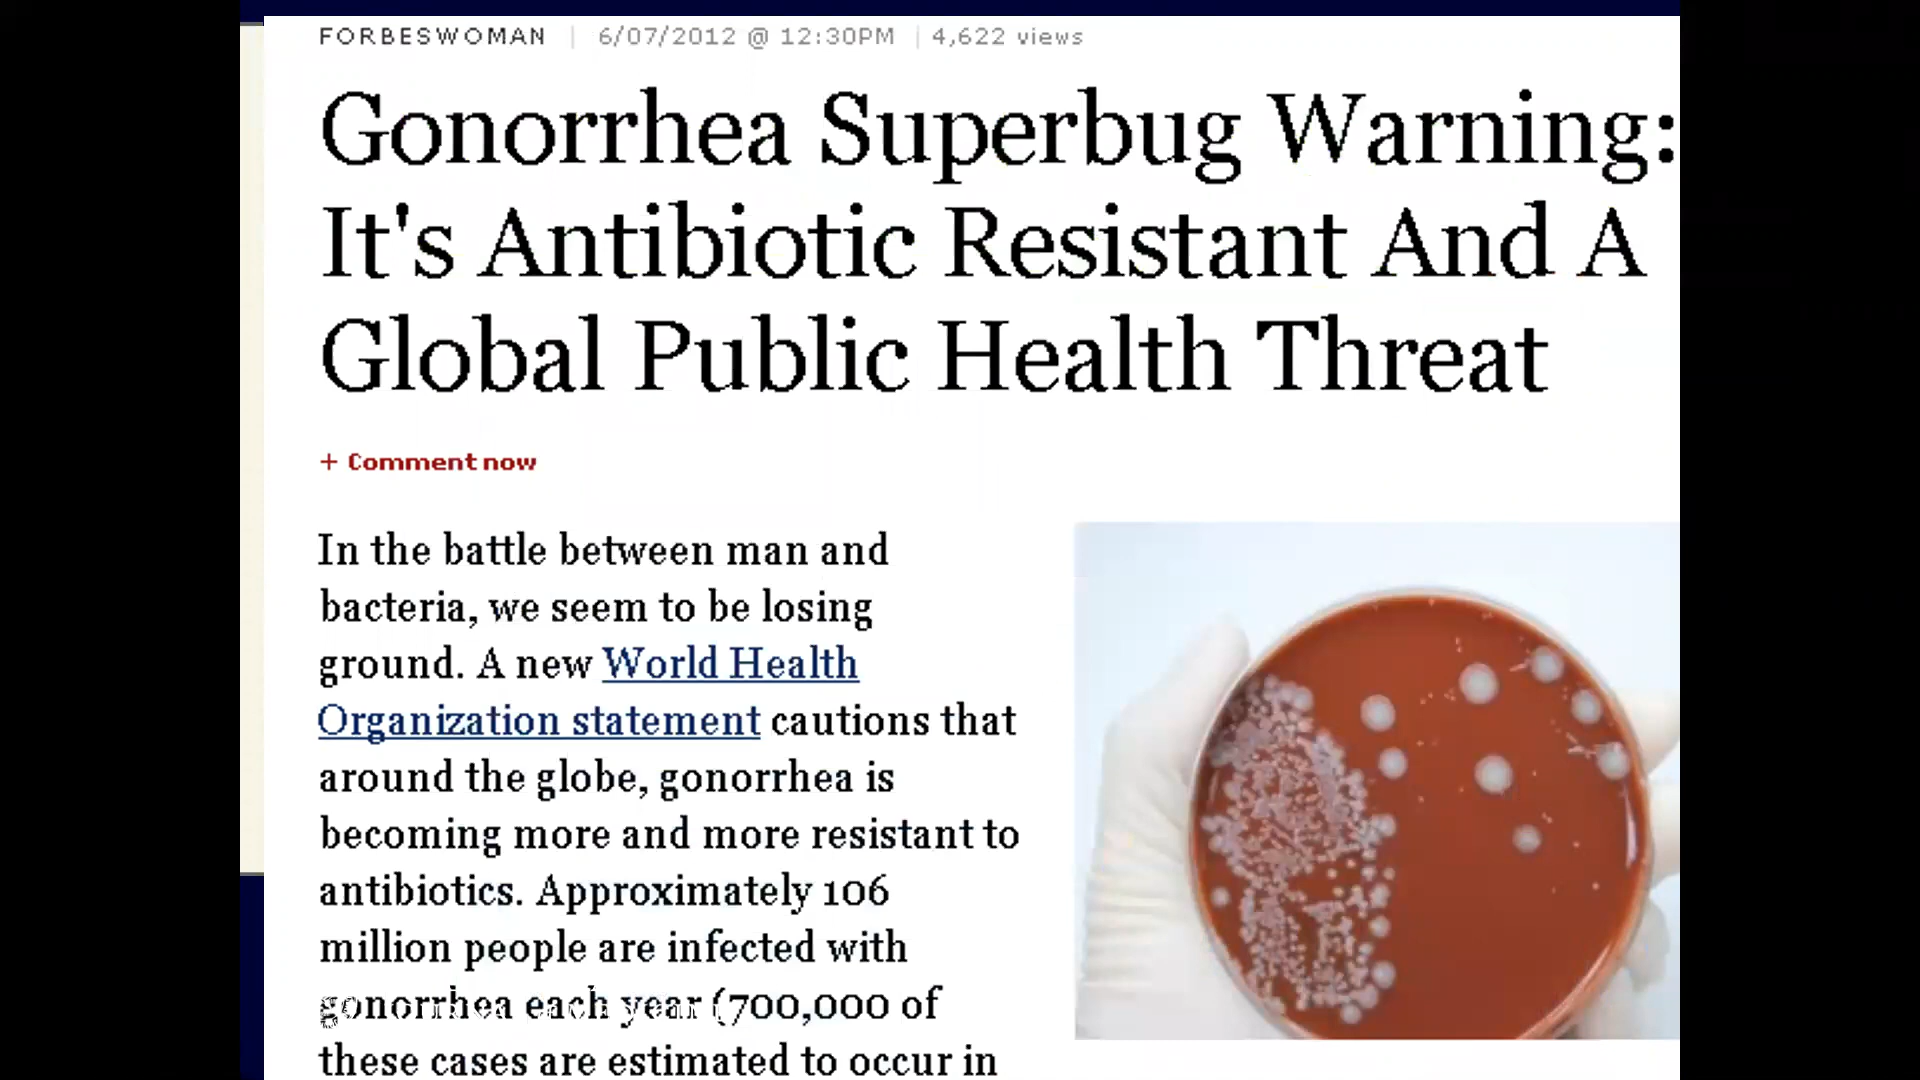 FORBESWOMAN | 6/07/2012 @ 12:30PM | 4,622 views
Gonorrhea Superbug Warning:
It's Antibiotic Resistant And A
Global Public Health Threat
+ Comment now
In the battle between man and
bacteria, we seem to be losing
ground. A new World Health
Organization statement cautions that
around the globe, gonorrhea is
becoming more and more resistant to
antibiotics. Approximately 106
million people are infected with
gonorrhea each year (700,000 of
these cases are estimated to occur in